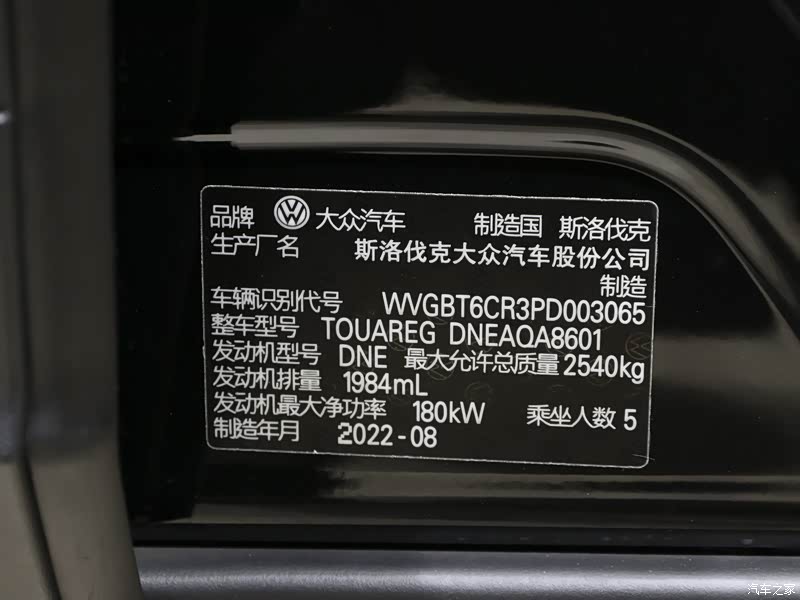 品牌 大众汽车 制造国 斯洛伐克
生产厂名 斯洛伐克大众汽车股份公司
制造
车辆识别代号 WVGBT6CR3PD003065
整车型号 TOUAREG DNEAQA8601
发动机型号 DNE 最大允许总质量 2540kg
发动机排量 1984mL
发动机最大净功率 180kW 乘坐人数 5
制造年月 2022-08
汽车之家